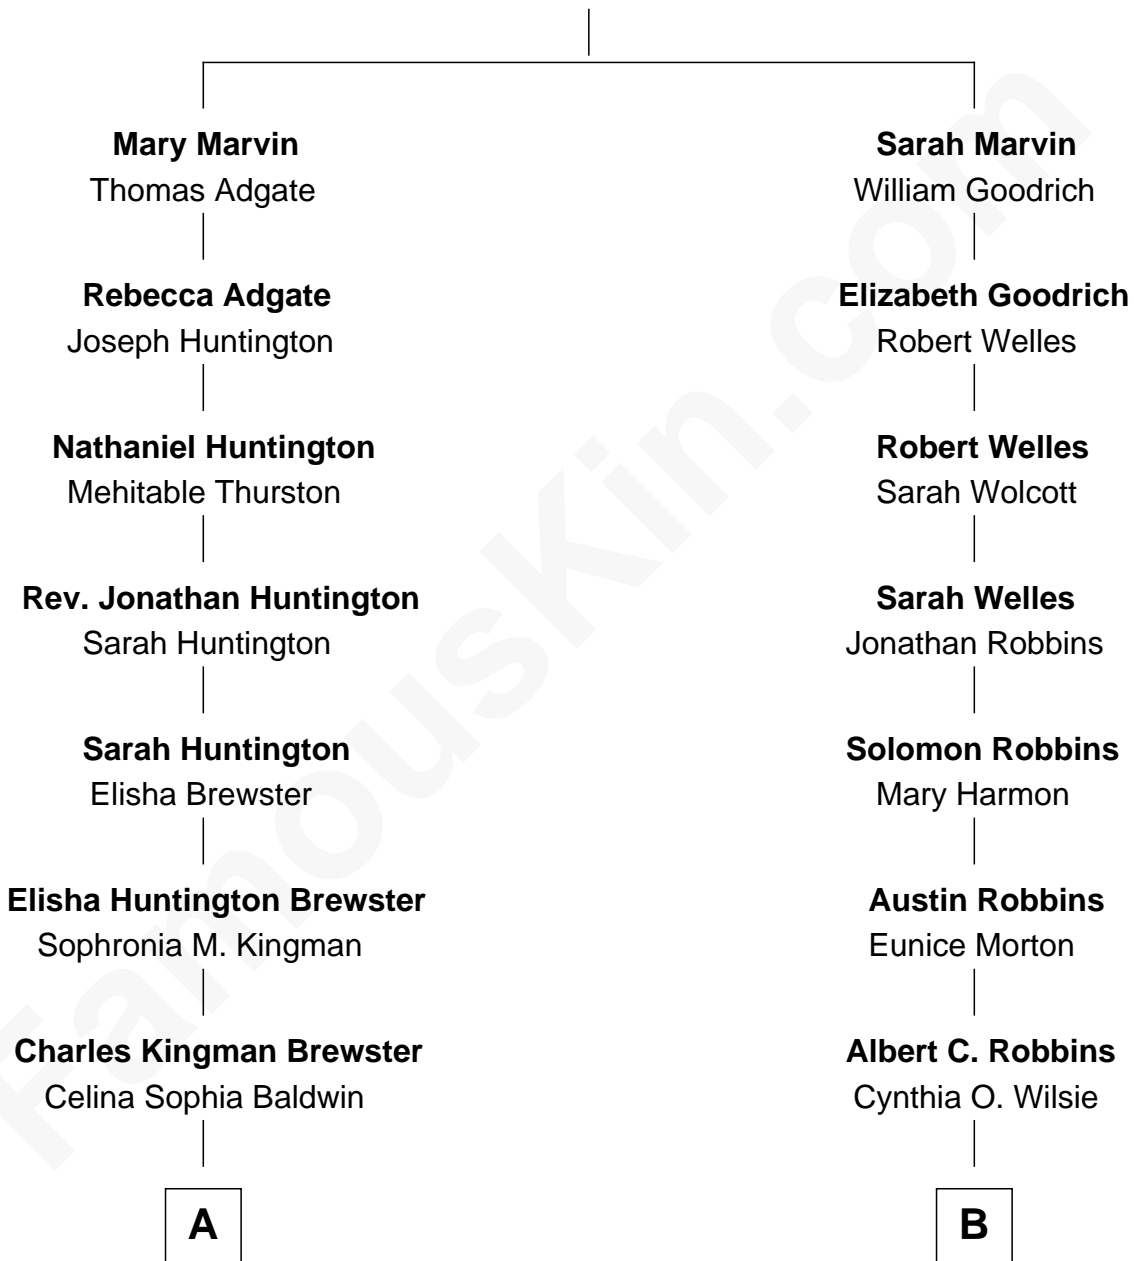 Mary Marvin
Thomas Adgate
Rebecca Adgate
Joseph Huntington
Nathaniel Huntington
Mehitable Thurston
Rev. Jonathan Huntington
Sarah Huntington
Sarah Huntington
Elisha Brewster
Elisha Huntington Brewster
Sophronia M. Kingman
Charles Kingman Brewster
Celina Sophia Baldwin
A
Sarah Marvin
William Goodrich
Elizabeth Goodrich
Robert Welles
Robert Welles
Sarah Wolcott
Sarah Welles
Jonathan Robbins
Solomon Robbins
Mary Harmon
Austin Robbins
Eunice Morton
Albert C. Robbins
Cynthia O. Wilsie
B
FamousKin.com